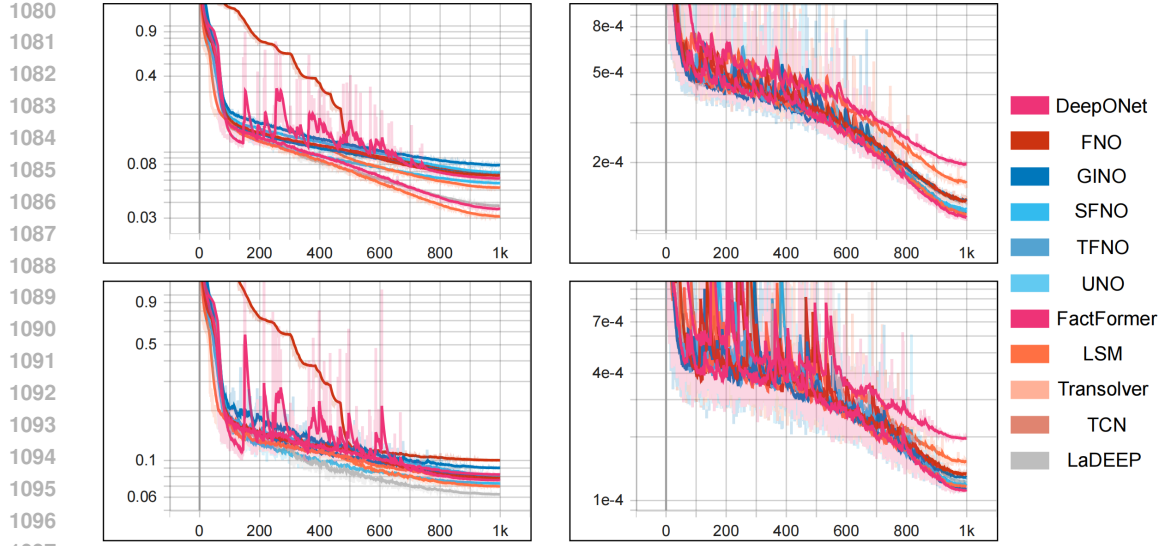 1080
1081
1082
1083
1084
1085
1086
1087
1088
1089
1090
1091
1092
1093
1094
1095
1096
0.9
0.4
0.08
0.03
0 200 400 600 800 1k
8e-4
5e-4
2e-4
0 200 400 600 800 1k
0.9
0.5
0.1
0.06
0 200 400 600 800 1k
7e-4
4e-4
1e-4
0 200 400 600 800 1k
DeepONet
FNO
GINO
SFNO
TFNO
UNO
FactFormer
LSM
Transolver
TCN
LaDEEP